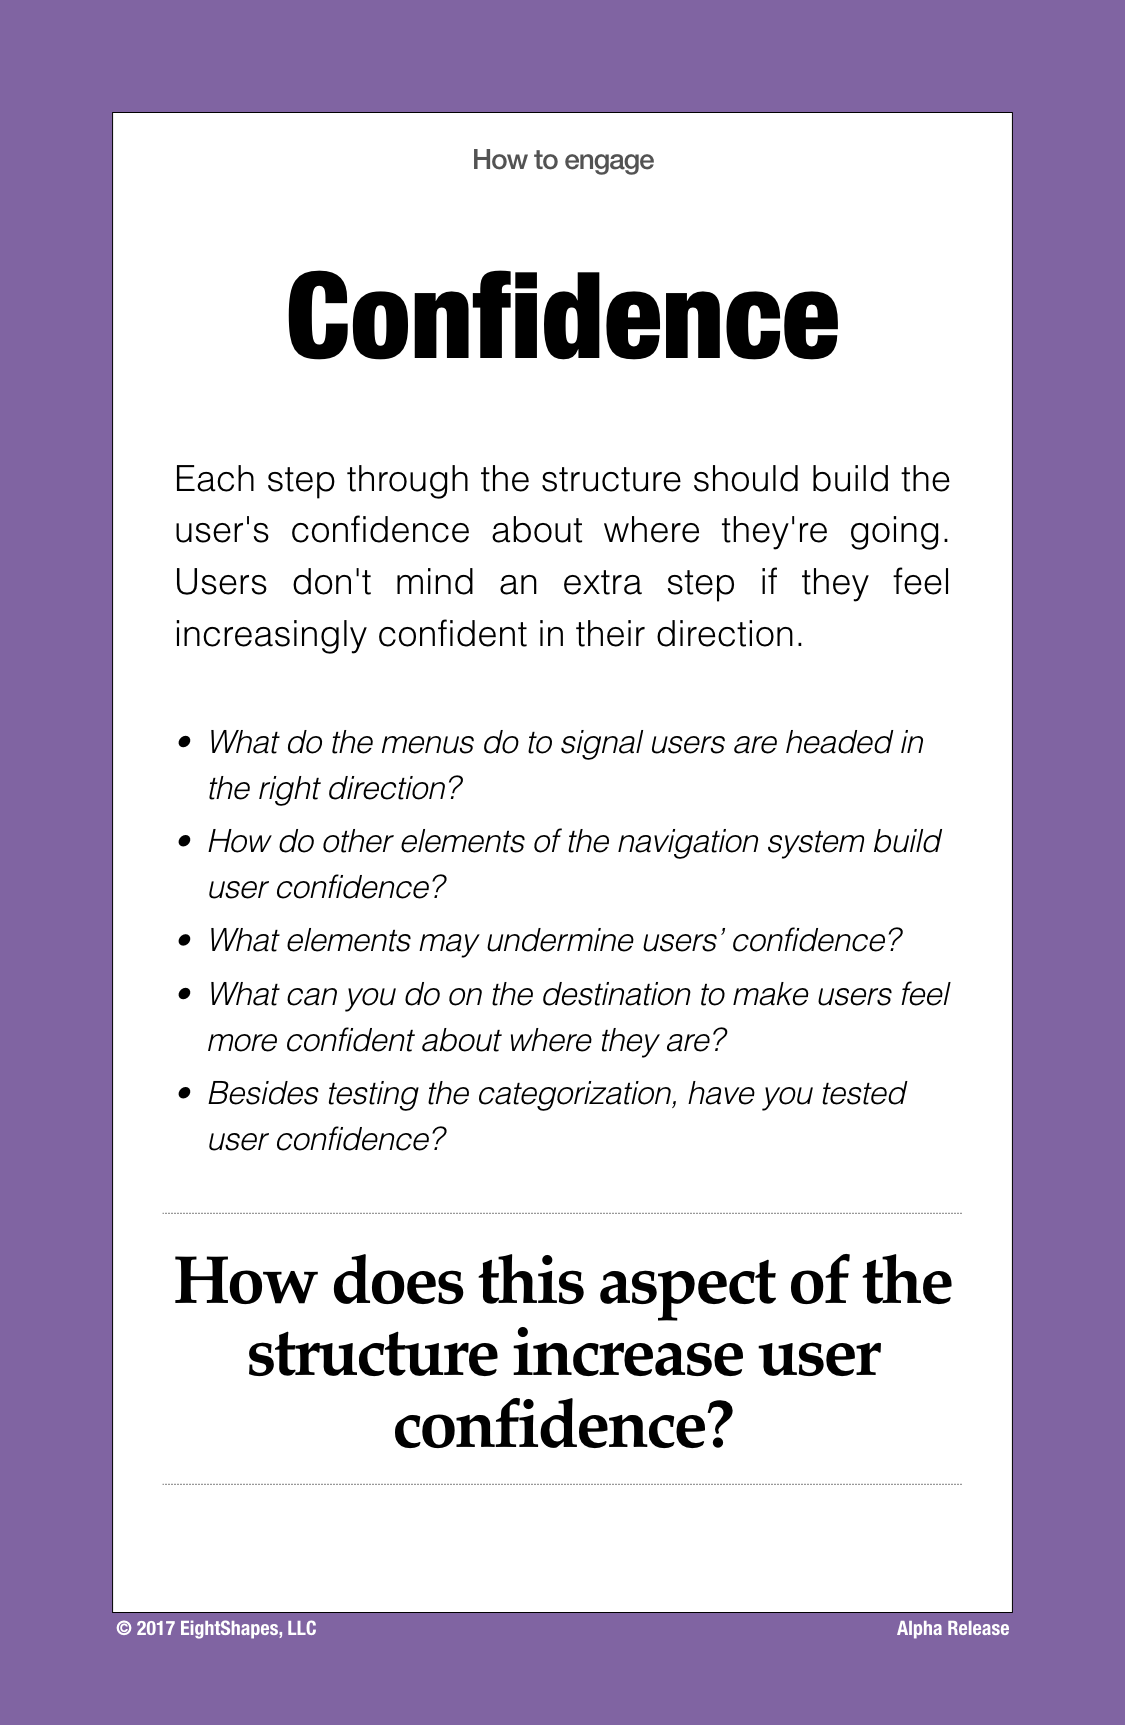 How to engage
Confidence
Each step through the structure should build the
user's confidence about where they're going.
Users don't mind an extra step if they feel
increasingly confident in their direction.
• What do the menus do to signal users are headed in
the right direction?
• How do other elements of the navigation system build
user confidence?
• What elements may undermine users’ confidence?
• What can you do on the destination to make users feel
more confident about where they are?
• Besides testing the categorization, have you tested
user confidence?
How does this aspect of the
structure increase user
confidence?
© 2017 EightShapes, LLC
Alpha Release